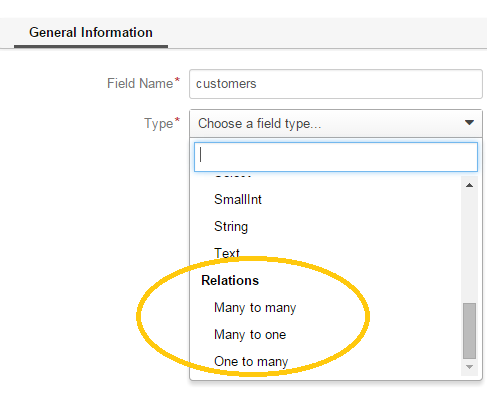 General Information
Field Name*
customers
Type*
Choose a field type...
SmallInt
String
Text
Relations
Many to many
Many to one
One to many